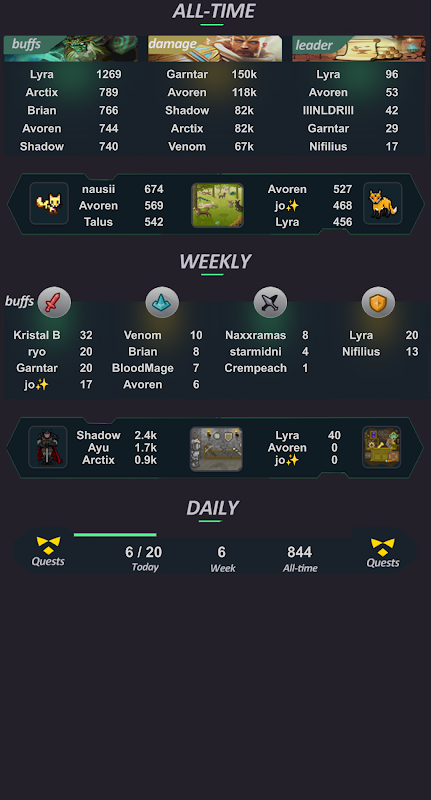 ALL-TIME
buffs damage leader
Lyra 1269 Garntar 150k Lyra 96
Arctix 789 Avoren 118k Avoren 53
Brian 766 Shadow 82k IIINLDRIII 42
Avoren 744 Arctix 82k Garntar 29
Shadow 740 Venom 67k Nifilius 17
nausii 674 Avoren 527
Avoren 569 jo✨ 468
Talus 542 Lyra 456
WEEKLY
buffs
Kristal B 32 Venom 10 Naxxramas 8 Lyra 20
ryo 20 Brian 8 starmidni 4 Nifilius 13
Garntar 20 BloodMage 7 Crempeach 1
jo✨ 17 Avoren 6
Shadow 2.4k Lyra 40
Ayu 1.7k Avoren 0
Arctix 0.9k jo✨ 0
DAILY
Quests 6 / 20 6 844 Quests
Today Week All-time